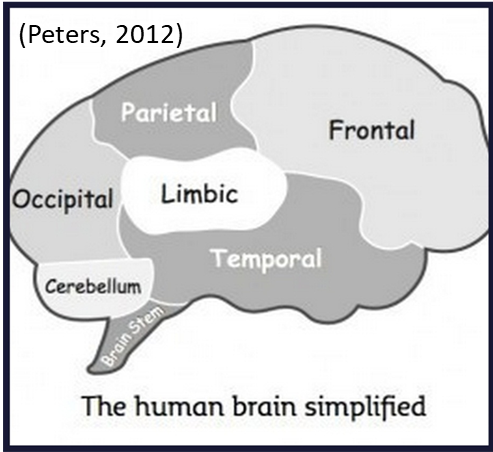 (Peters, 2012)
Parietal
Frontal
Occipital
Limbic
Temporal
Cerebellum
Brain Stem
The human brain simplified